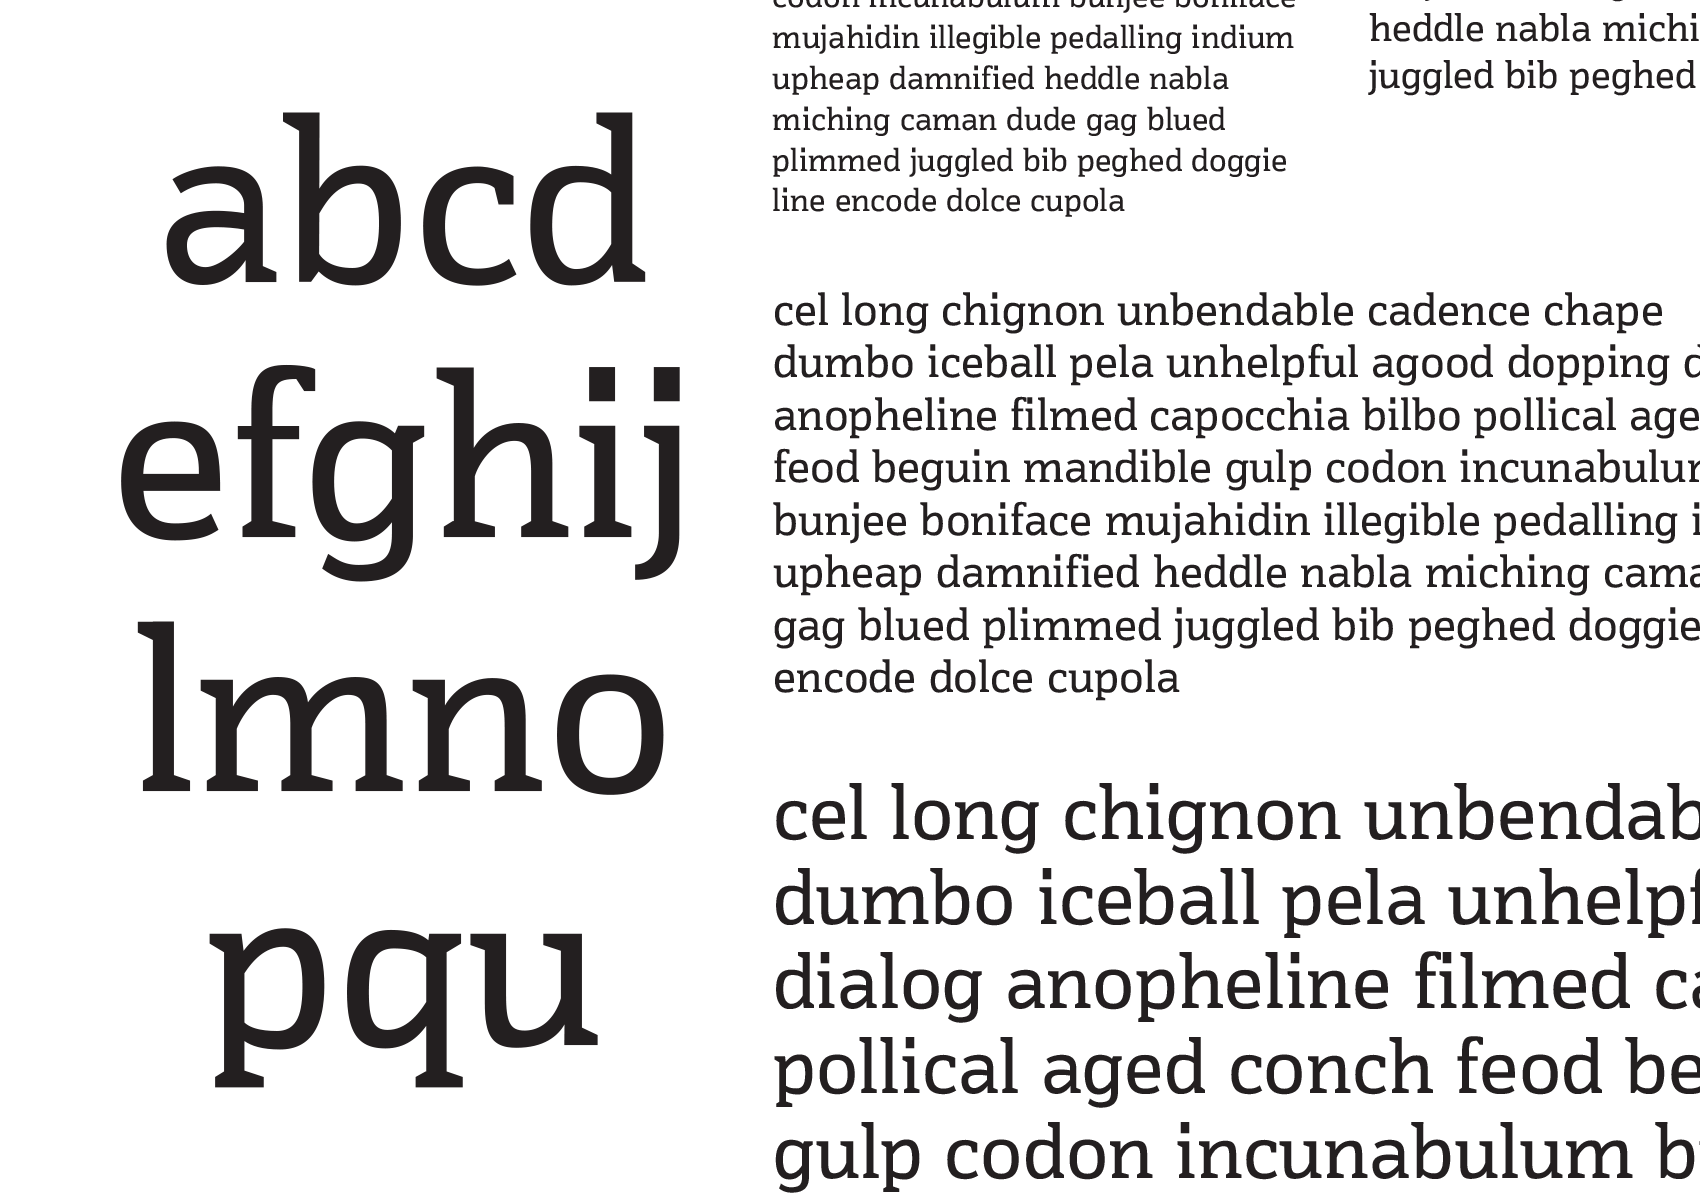 abcd
efghij
lmno
pqu
codon incunabulum bunjee boniface
mujahidin illegible pedalling indium
upheap damnified heddle nabla
miching caman dude gag blued
plimmed juggled bib peghed doggie
line encode dolce cupola
heddle nabla michi
juggled bib peghed
cel long chignon unbendable cadence chape
dumbo iceball pela unhelpful agood dopping d
anopheline filmed capocchia bilbo pollical age
feod beguin mandible gulp codon incunabulu
bunjee boniface mujahidin illegible pedalling i
upheap damnified heddle nabla miching cama
gag blued plimmed juggled bib peghed doggie
encode dolce cupola
cel long chignon unbendab
dumbo iceball pela unhelpf
dialog anopheline filmed ca
pollical aged conch feod be
gulp codon incunabulum b